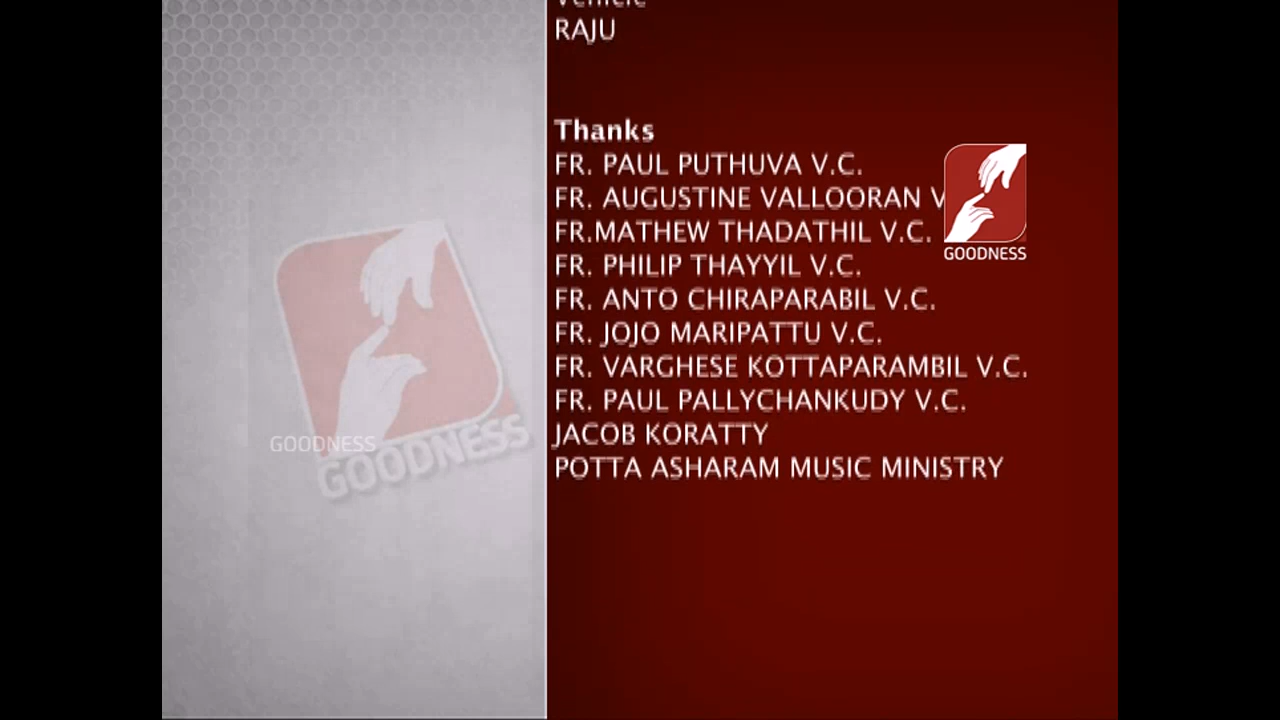 Vehicle
RAJU
Thanks
FR. PAUL PUTHUVA V.C.
FR. AUGUSTINE VALLOORAN V
FR.MATHEW THADATHIL V.C.
FR. PHILIP THAYYIL V.C.
FR. ANTO CHIRAPARABIL V.C.
FR. JOJO MARIPATTU V.C.
FR. VARGHESE KOTTAPARAMBIL V.C.
FR. PAUL PALLYCHANKUDY V.C.
JACOB KORATTY
POTTA ASHARAM MUSIC MINISTRY
GOODNESS
GOODNESS
GOODNESS